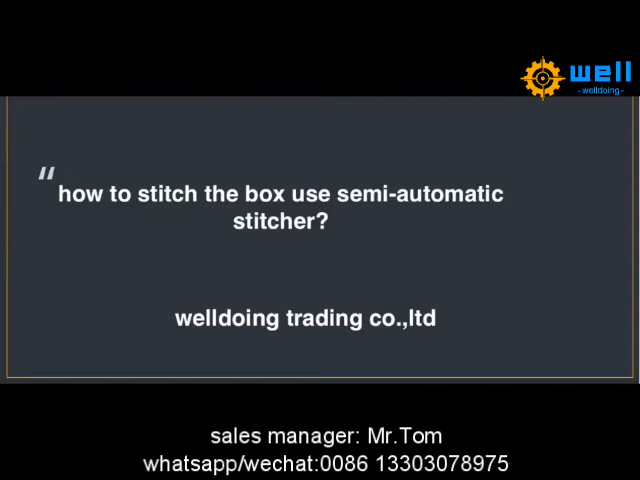 well
-welldoing-
“
how to stitch the box use semi-automatic
stitcher?
welldoing trading co.,ltd
sales manager: Mr.Tom
whatsapp/wechat:0086 13303078975